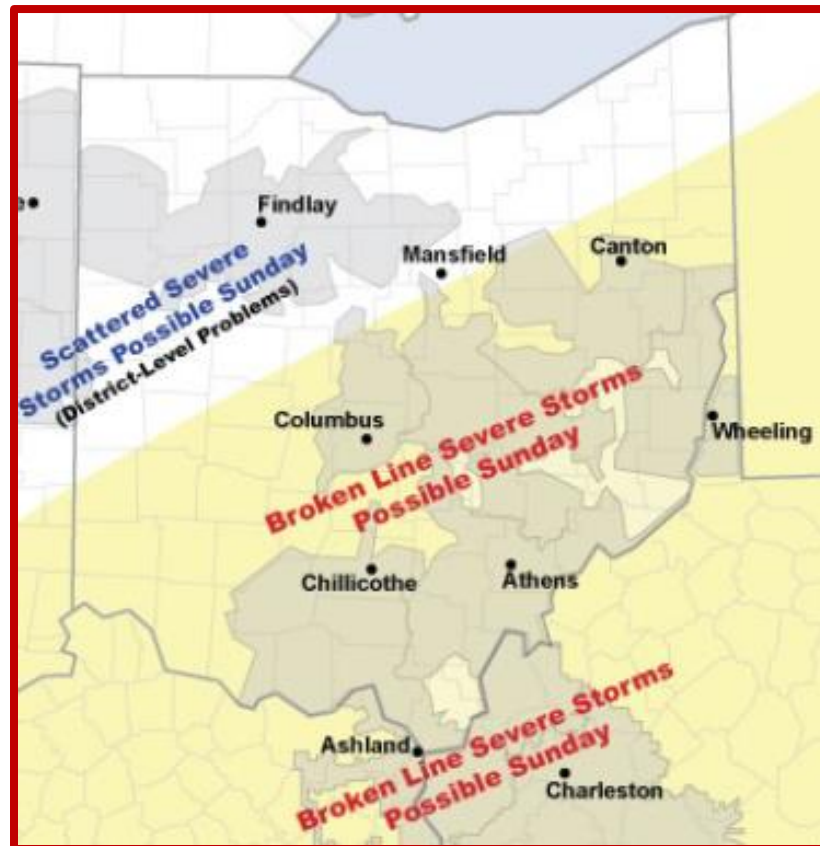 Findlay
e
Mansfield
Canton
Scattered Severe
Storms Possible Sunday
(District-Level Problems)
Columbus
Wheeling
Broken Line Severe Storms
Possible Sunday
Chillicothe
Athens
Ashland
Broken Line Severe Storms
Possible Sunday
Charleston